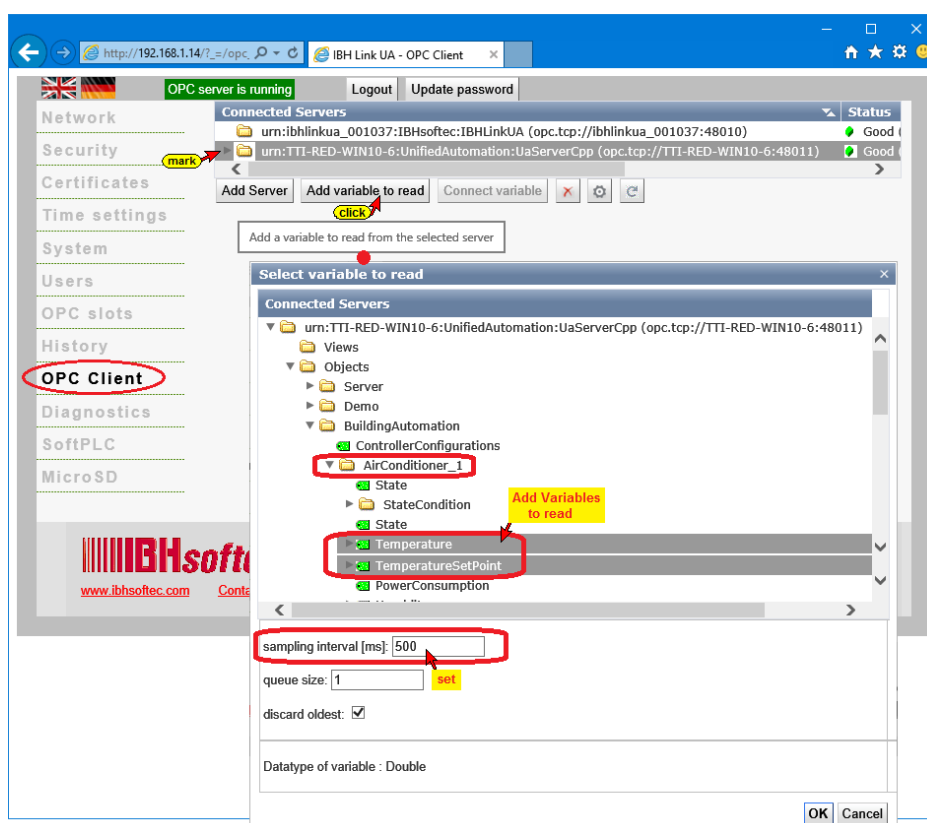 http://192.168.1.14/?_=/opc_
IBH Link UA - OPC Client
OPC server is running
Logout
Update password
Network
Security
Certificates
Time settings
System
Users
OPC slots
History
OPC Client
Diagnostics
SoftPLC
MicroSD
Connected Servers
Status
urn:ibhlinkua_001037:IBHsoftec:IBHLinkUA (opc.tcp://ibhlinkua_001037:48010)
Good (
mark
urn:TTI-RED-WIN10-6:UnifiedAutomation:UaServerCpp (opc.tcp://TTI-RED-WIN10-6:48011)
Good (
Add Server
Add variable to read
Connect variable
click
Add a variable to read from the selected server
Select variable to read
Connected Servers
urn:TTI-RED-WIN10-6:UnifiedAutomation:UaServerCpp (opc.tcp://TTI-RED-WIN10-6:48011)
Views
Objects
Server
Demo
BuildingAutomation
ControllerConfigurations
AirConditioner_1
State
StateCondition
State
Temperature
TemperatureSetPoint
PowerConsumption
Add Variables
to read
sampling interval [ms]: 500
set
queue size: 1
discard oldest:
Datatype of variable : Double
OK
Cancel
IBHsofte
www.ibhsoftec.com
Conta